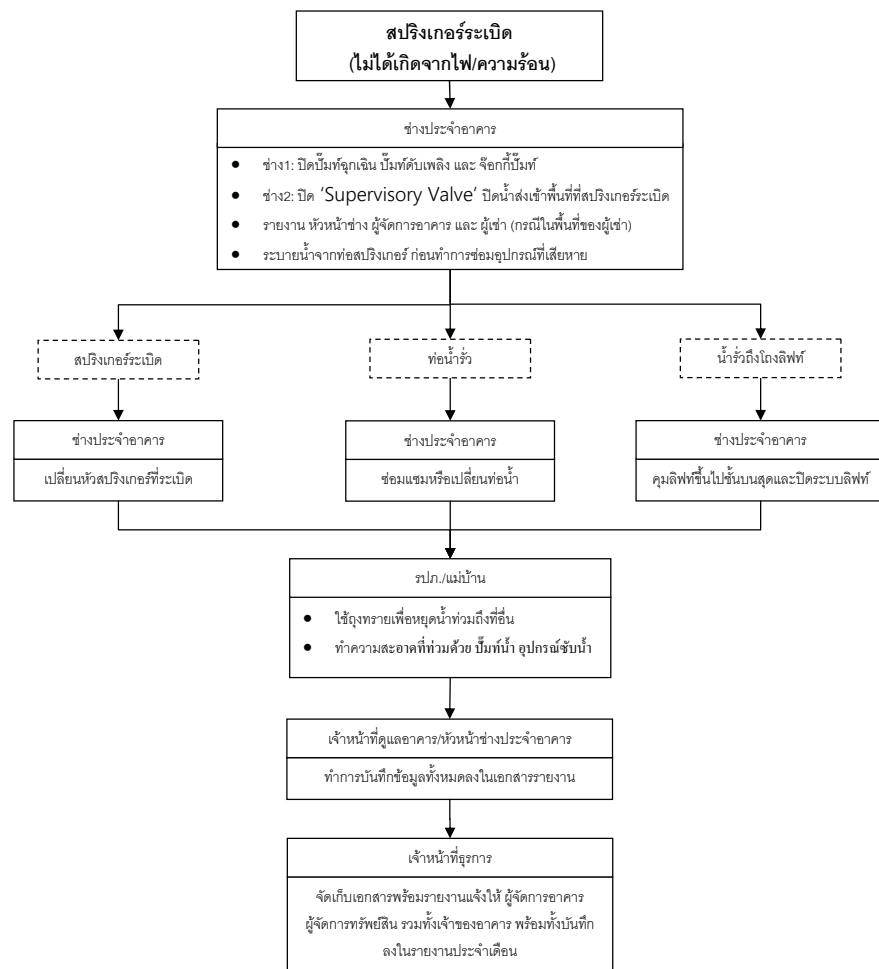 สปริงเกอร์ระเบิด
(ไม่ได้เกิดจากไฟ/ความร้อน)
ช่างประจำอาคาร
● ช่าง1: ปิดปั๊มท์ฉุกเฉิน ปั๊มท์ดับเพลิง และ จ๊อกกี้ปั๊มท์
● ช่าง2: ปิด ‘Supervisory Valve’ ปิดน้ำส่งเข้าพื้นที่ที่สปริงเกอร์ระเบิด
● รายงาน หัวหน้าช่าง ผู้จัดการอาคาร และ ผู้เช่า (กรณีในพื้นที่ของผู้เช่า)
● ระบายน้ำจากท่อสปริงเกอร์ ก่อนทำการซ่อมอุปกรณ์ที่เสียหาย
สปริงเกอร์ระเบิด
ท่อน้ำรั่ว
น้ำรั่วถึงโถงลิฟท์
ช่างประจำอาคาร
ช่างประจำอาคาร
ช่างประจำอาคาร
เปลี่ยนหัวสปริงเกอร์ที่ระเบิด
ซ่อมแซมหรือเปลี่ยนท่อน้ำ
คุมลิฟท์ขึ้นไปชั้นบนสุดและปิดระบบลิฟท์
รปภ./แม่บ้าน
● ใช้ถุงทรายเพื่อหยุดน้ำท่วมถึงที่อื่น
● ทำความสะอาดที่ท่วมด้วย ปั๊มท์น้ำ อุปกรณ์ซับน้ำ
เจ้าหน้าที่ดูแลอาคาร/หัวหน้าช่างประจำอาคาร
ทำการบันทึกข้อมูลทั้งหมดลงในเอกสารรายงาน
เจ้าหน้าที่ธุรการ
จัดเก็บเอกสารพร้อมรายงานแจ้งให้ ผู้จัดการอาคาร
ผู้จัดการทรัพย์สิน รวมทั้งเจ้าของอาคาร พร้อมทั้งบันทึก
ลงในรายงานประจำเดือน